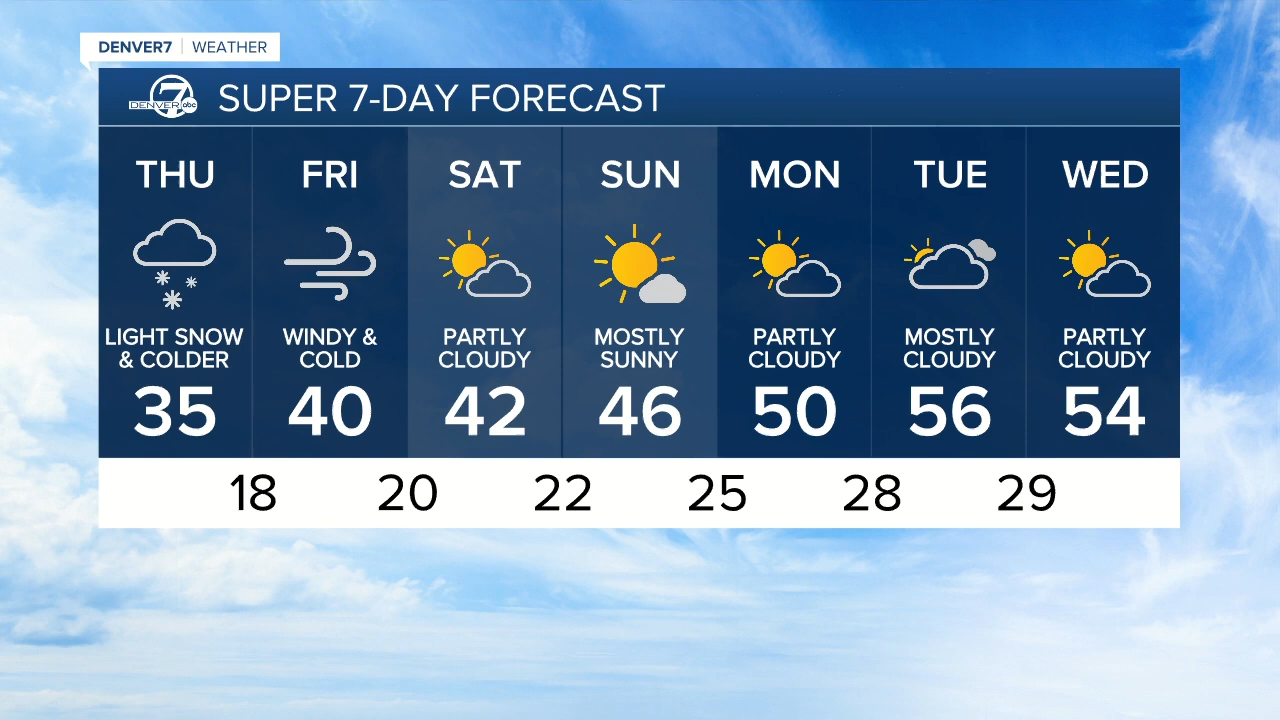 DENVER7 | WEATHER
DENVER 7 abc
SUPER 7-DAY FORECAST
THU
LIGHT SNOW
& COLDER
35
FRI
WINDY &
COLD
40
SAT
PARTLY
CLOUDY
42
SUN
MOSTLY
SUNNY
46
MON
PARTLY
CLOUDY
50
TUE
MOSTLY
CLOUDY
56
WED
PARTLY
CLOUDY
54
18 20 22 25 28 29